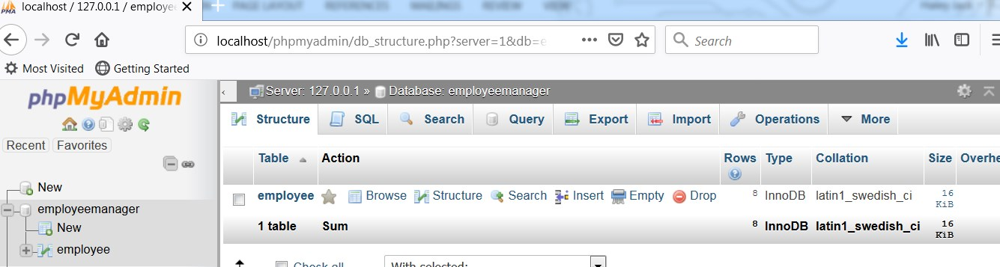 PAGE LAYOUT REFERENCES MAILINGS REVIEW VIEW
PMA localhost / 127.0.0.1 / employee
localhost/phpmyadmin/db_structure.php?server=1&db=e
Search
Most Visited Getting Started
phpMyAdmin
Recent Favorites
New
employeemanager
New
employee
Server: 127.0.0.1 » Database: employeemanager
Structure SQL Search Query Export Import Operations More
Table Action Rows Type Collation Size Overhe
employee Browse Structure Search Insert Empty Drop 8 InnoDB latin1_swedish_ci 16
KiB
1 table Sum 8 InnoDB latin1_swedish_ci 16
KiB
Check all With selected: